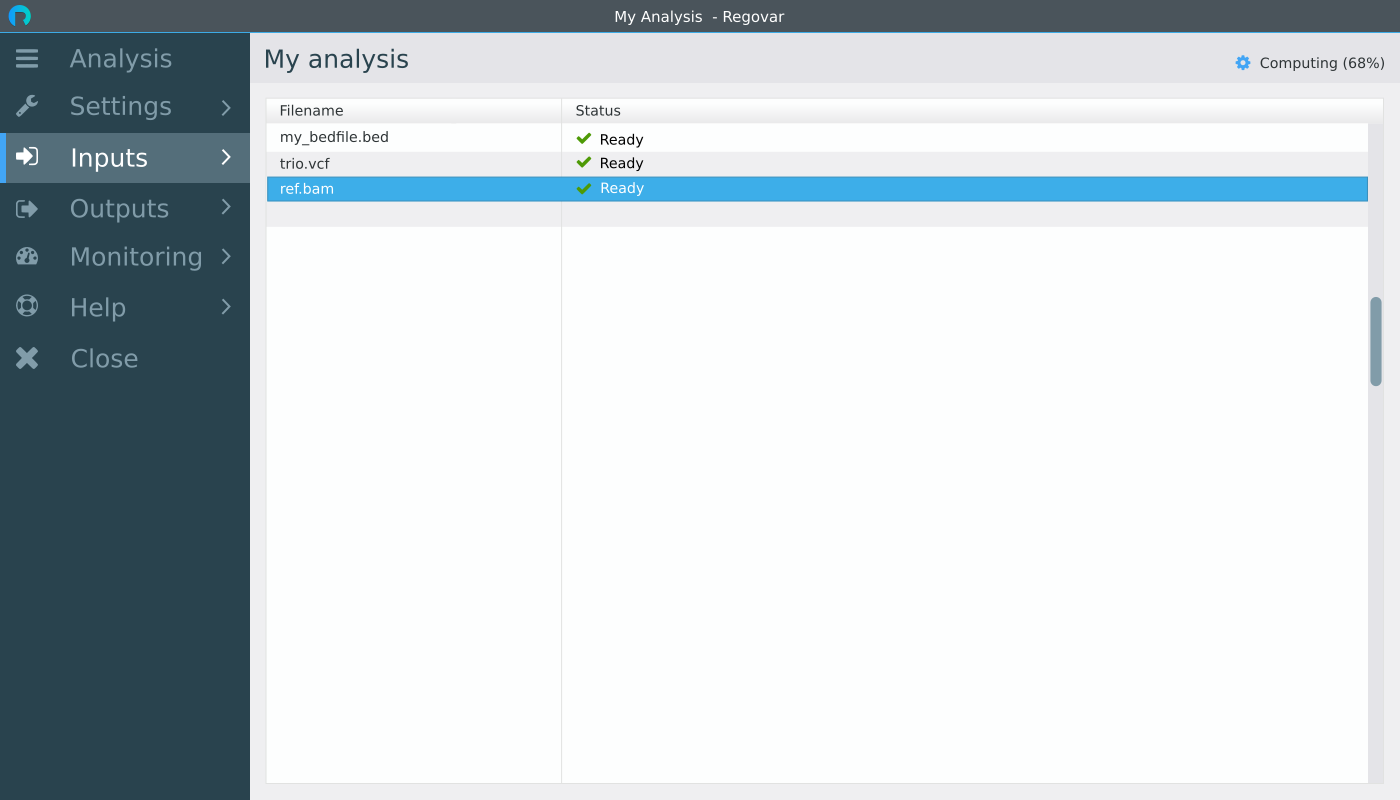 My Analysis - Regovar
Analysis
Settings
Inputs
Outputs
Monitoring
Help
Close
My analysis
Computing (68%)
Filename Status
my_bedfile.bed Ready
trio.vcf Ready
ref.bam Ready